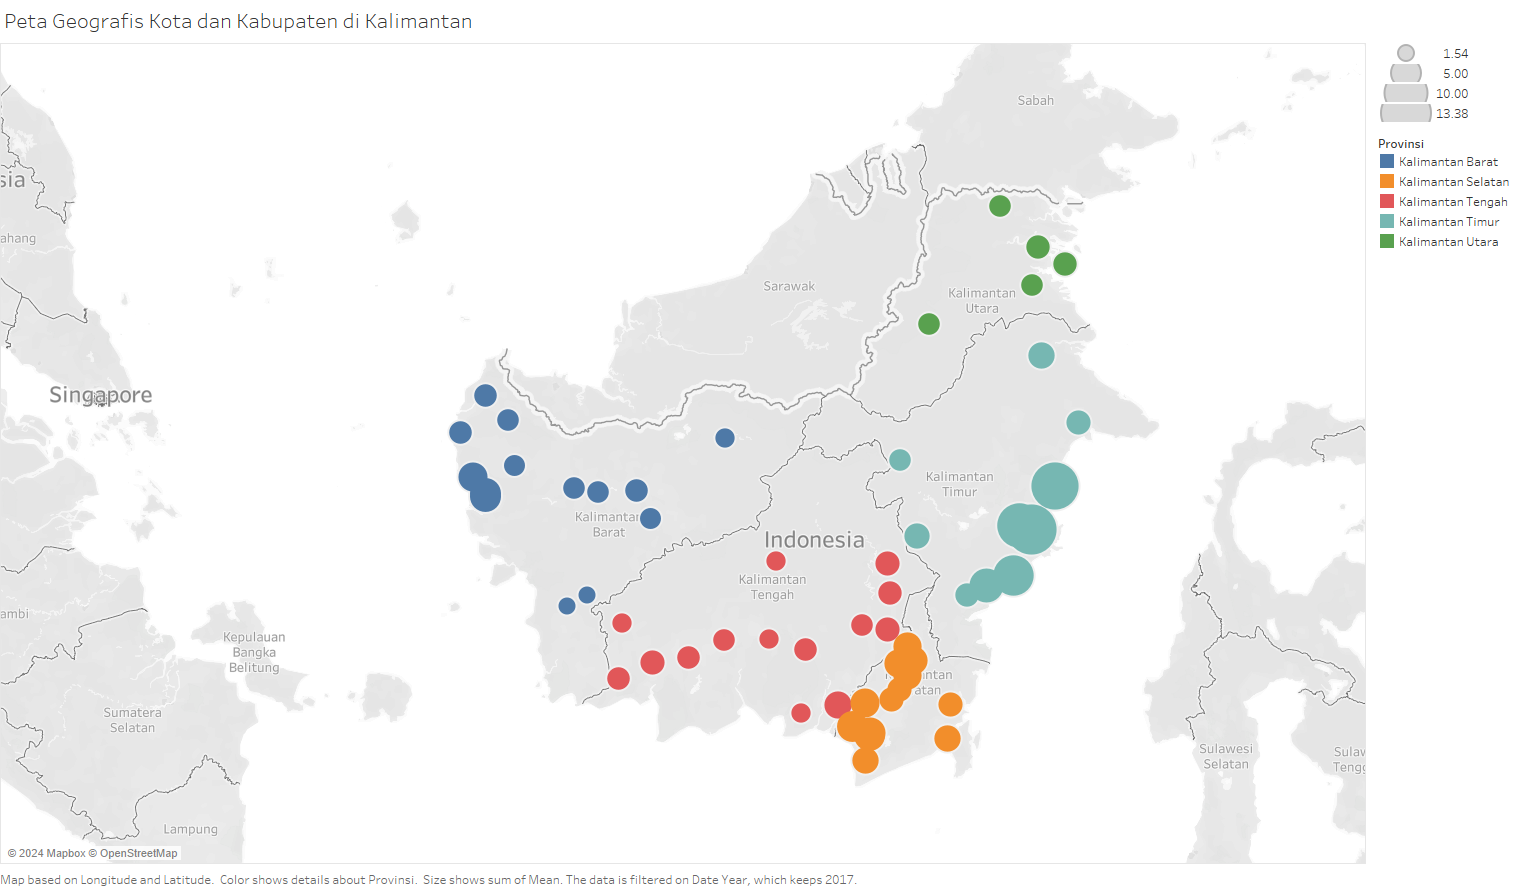 Peta Geografis Kota dan Kabupaten di Kalimantan
1.54
5.00
10.00
13.38
Provinsi
Kalimantan Barat
Kalimantan Selatan
Kalimantan Tengah
Kalimantan Timur
Kalimantan Utara
Sabah
sia
ahang
Sarawak
Kalimantan
Utara
Singapore
Kalimantan
Timur
Kalimantan
Barat
Indonesia
Kalimantan
Tengah
ambi
Kepulauan
Bangka
Belitung
ntan
atan
Sumatera
Selatan
Sulawesi
Selatan
Sulaw
Tengg
Lampung
© 2024 Mapbox © OpenStreetMap
Map based on Longitude and Latitude. Color shows details about Provinsi. Size shows sum of Mean. The data is filtered on Date Year, which keeps 2017.